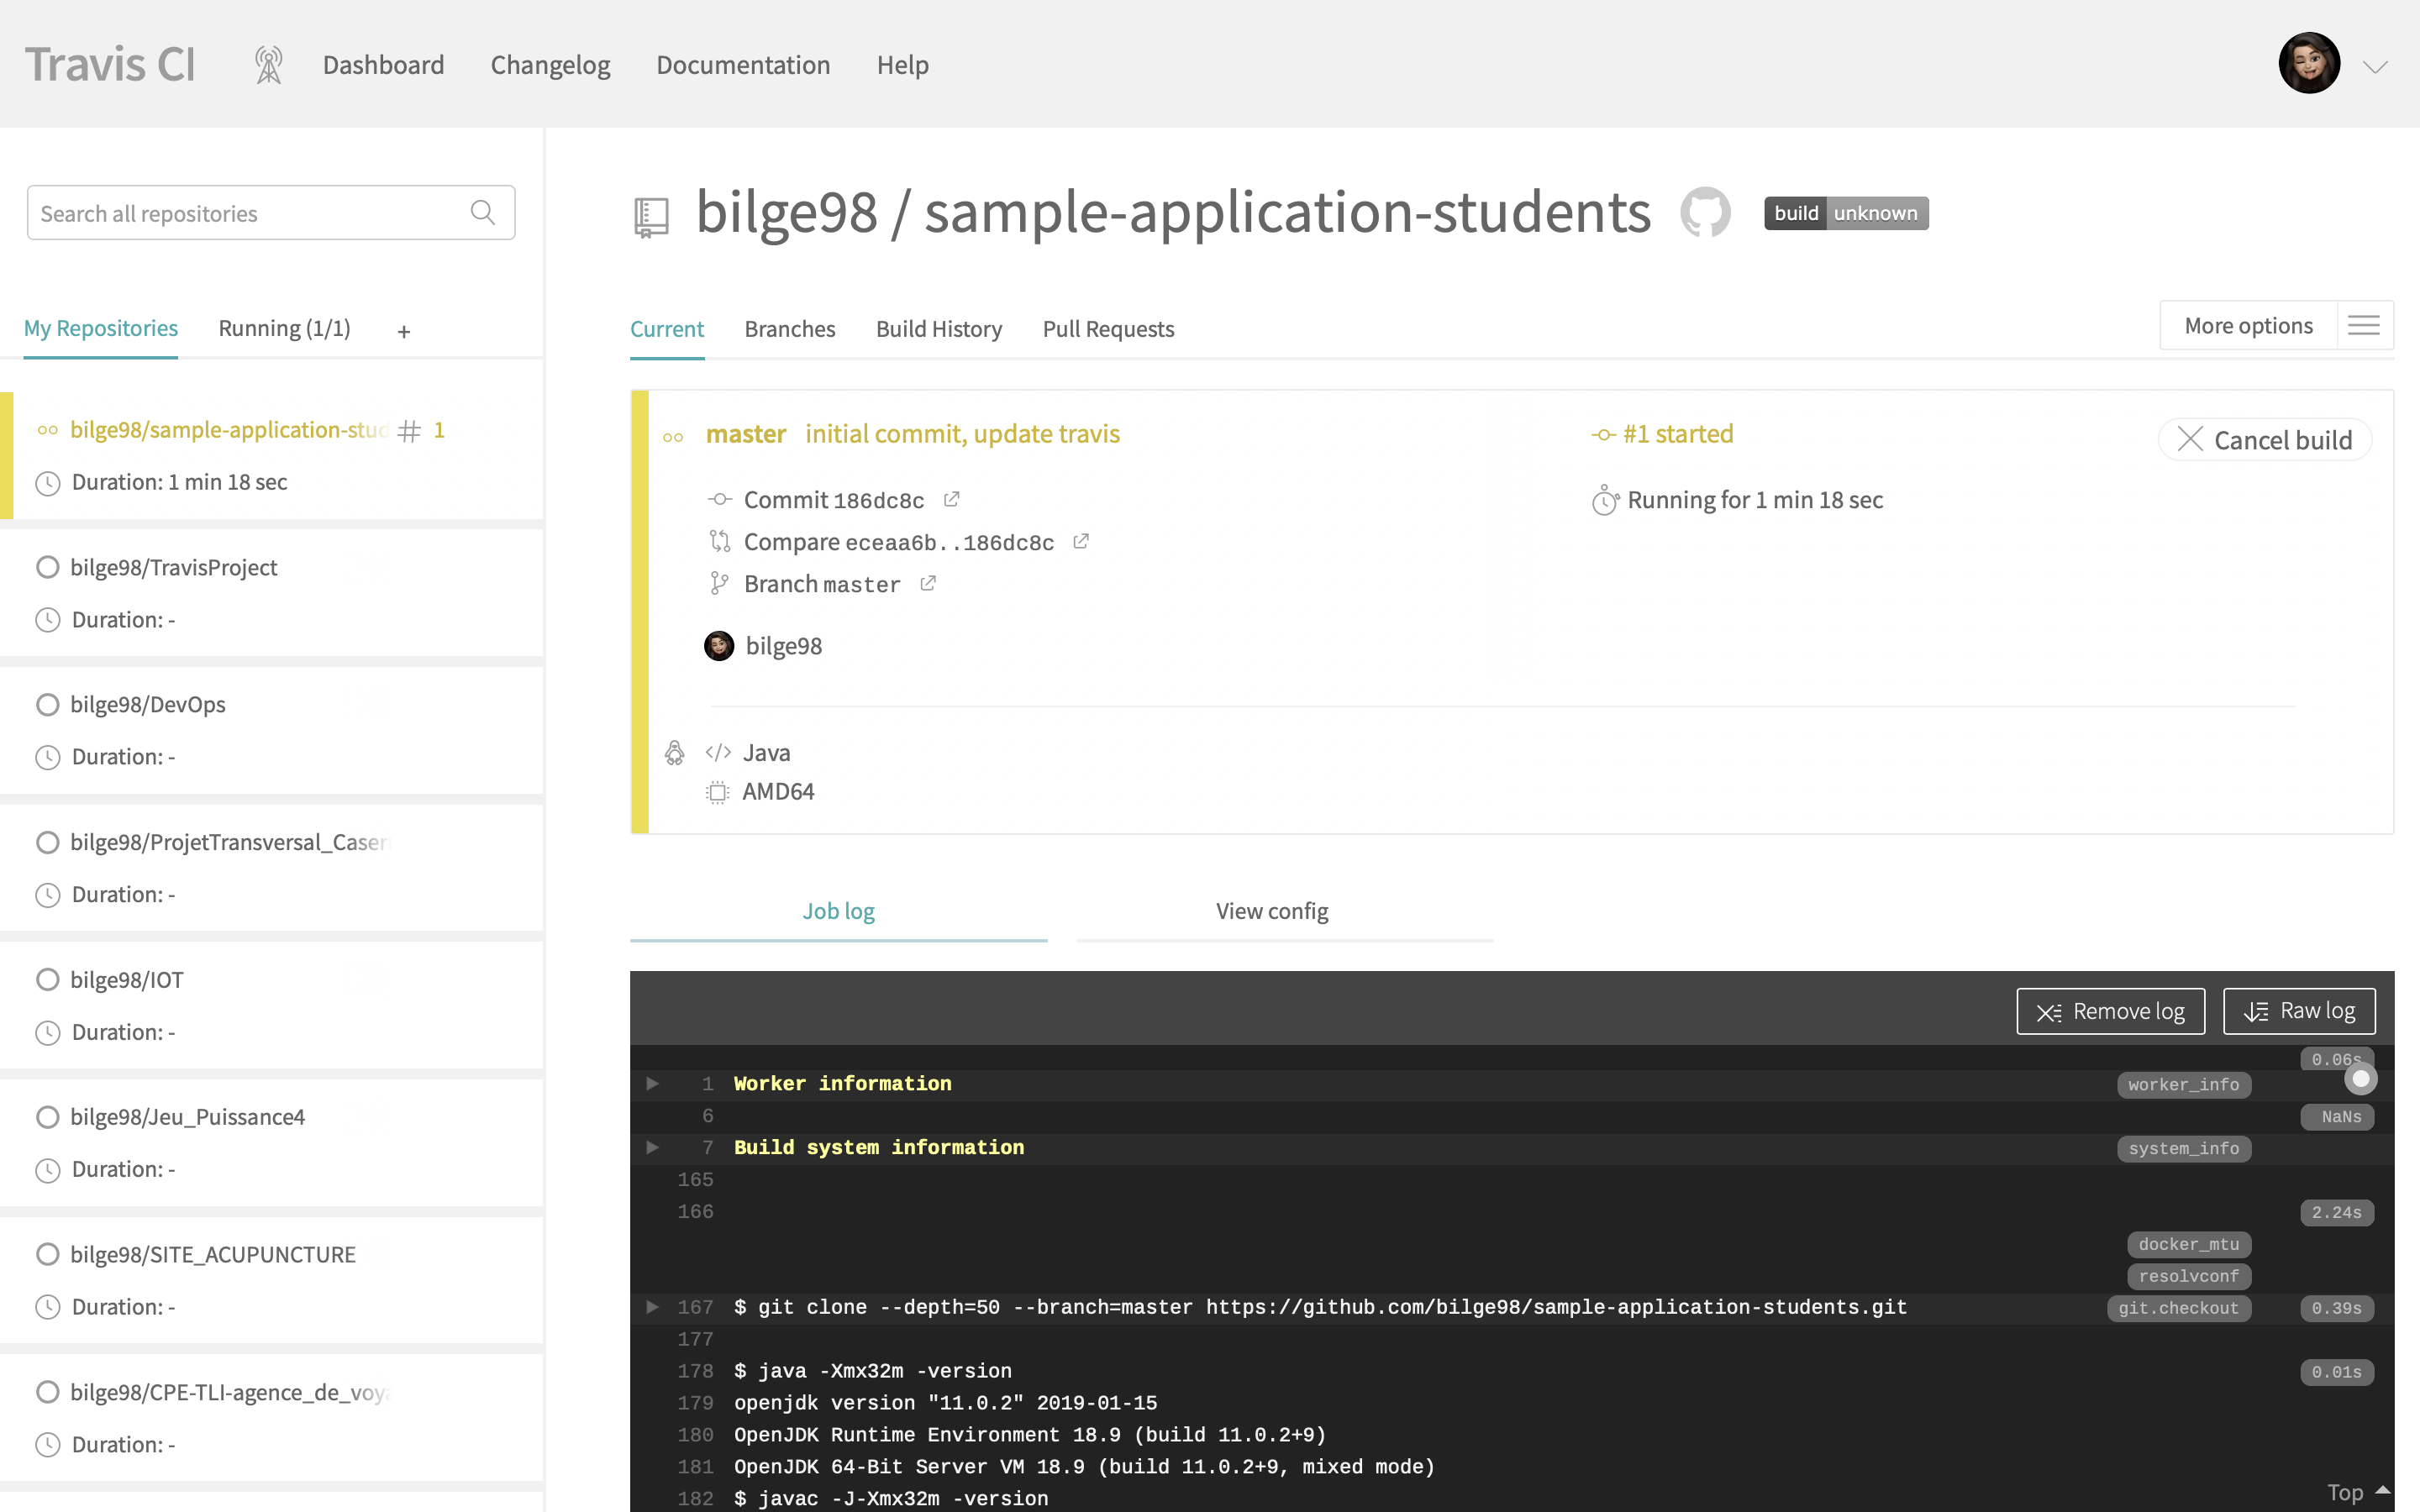 Travis CI Dashboard Changelog Documentation Help
Search all repositories
My Repositories Running (1/1) +
bilge98/sample-application-stud # 1
Duration: 1 min 18 sec
bilge98/TravisProject
Duration: -
bilge98/DevOps
Duration: -
bilge98/ProjetTransversal_Caser
Duration: -
bilge98/IOT
Duration: -
bilge98/Jeu_Puissance4
Duration: -
bilge98/SITE_ACUPUNCTURE
Duration: -
bilge98/CPE-TLI-agence_de_voya
Duration: -
bilge98 / sample-application-students build unknown
Current Branches Build History Pull Requests More options
master initial commit, update travis #1 started Cancel build
Commit 186dc8c Running for 1 min 18 sec
Compare eceaa6b..186dc8c
Branch master
bilge98
</> Java
AMD64
Job log View config
Remove log Raw log
0.06s
1 Worker information worker_info
6 NaNs
7 Build system information system_info
165
166 2.24s
docker_mtu
resolvconf
167 $ git clone --depth=50 --branch=master https://github.com/bilge98/sample-application-students.git git.checkout 0.39s
177
178 $ java -Xmx32m -version 0.01s
179 openjdk version "11.0.2" 2019-01-15
180 OpenJDK Runtime Environment 18.9 (build 11.0.2+9)
181 OpenJDK 64-Bit Server VM 18.9 (build 11.0.2+9, mixed mode)
182 $ javac -J-Xmx32m -version
Top